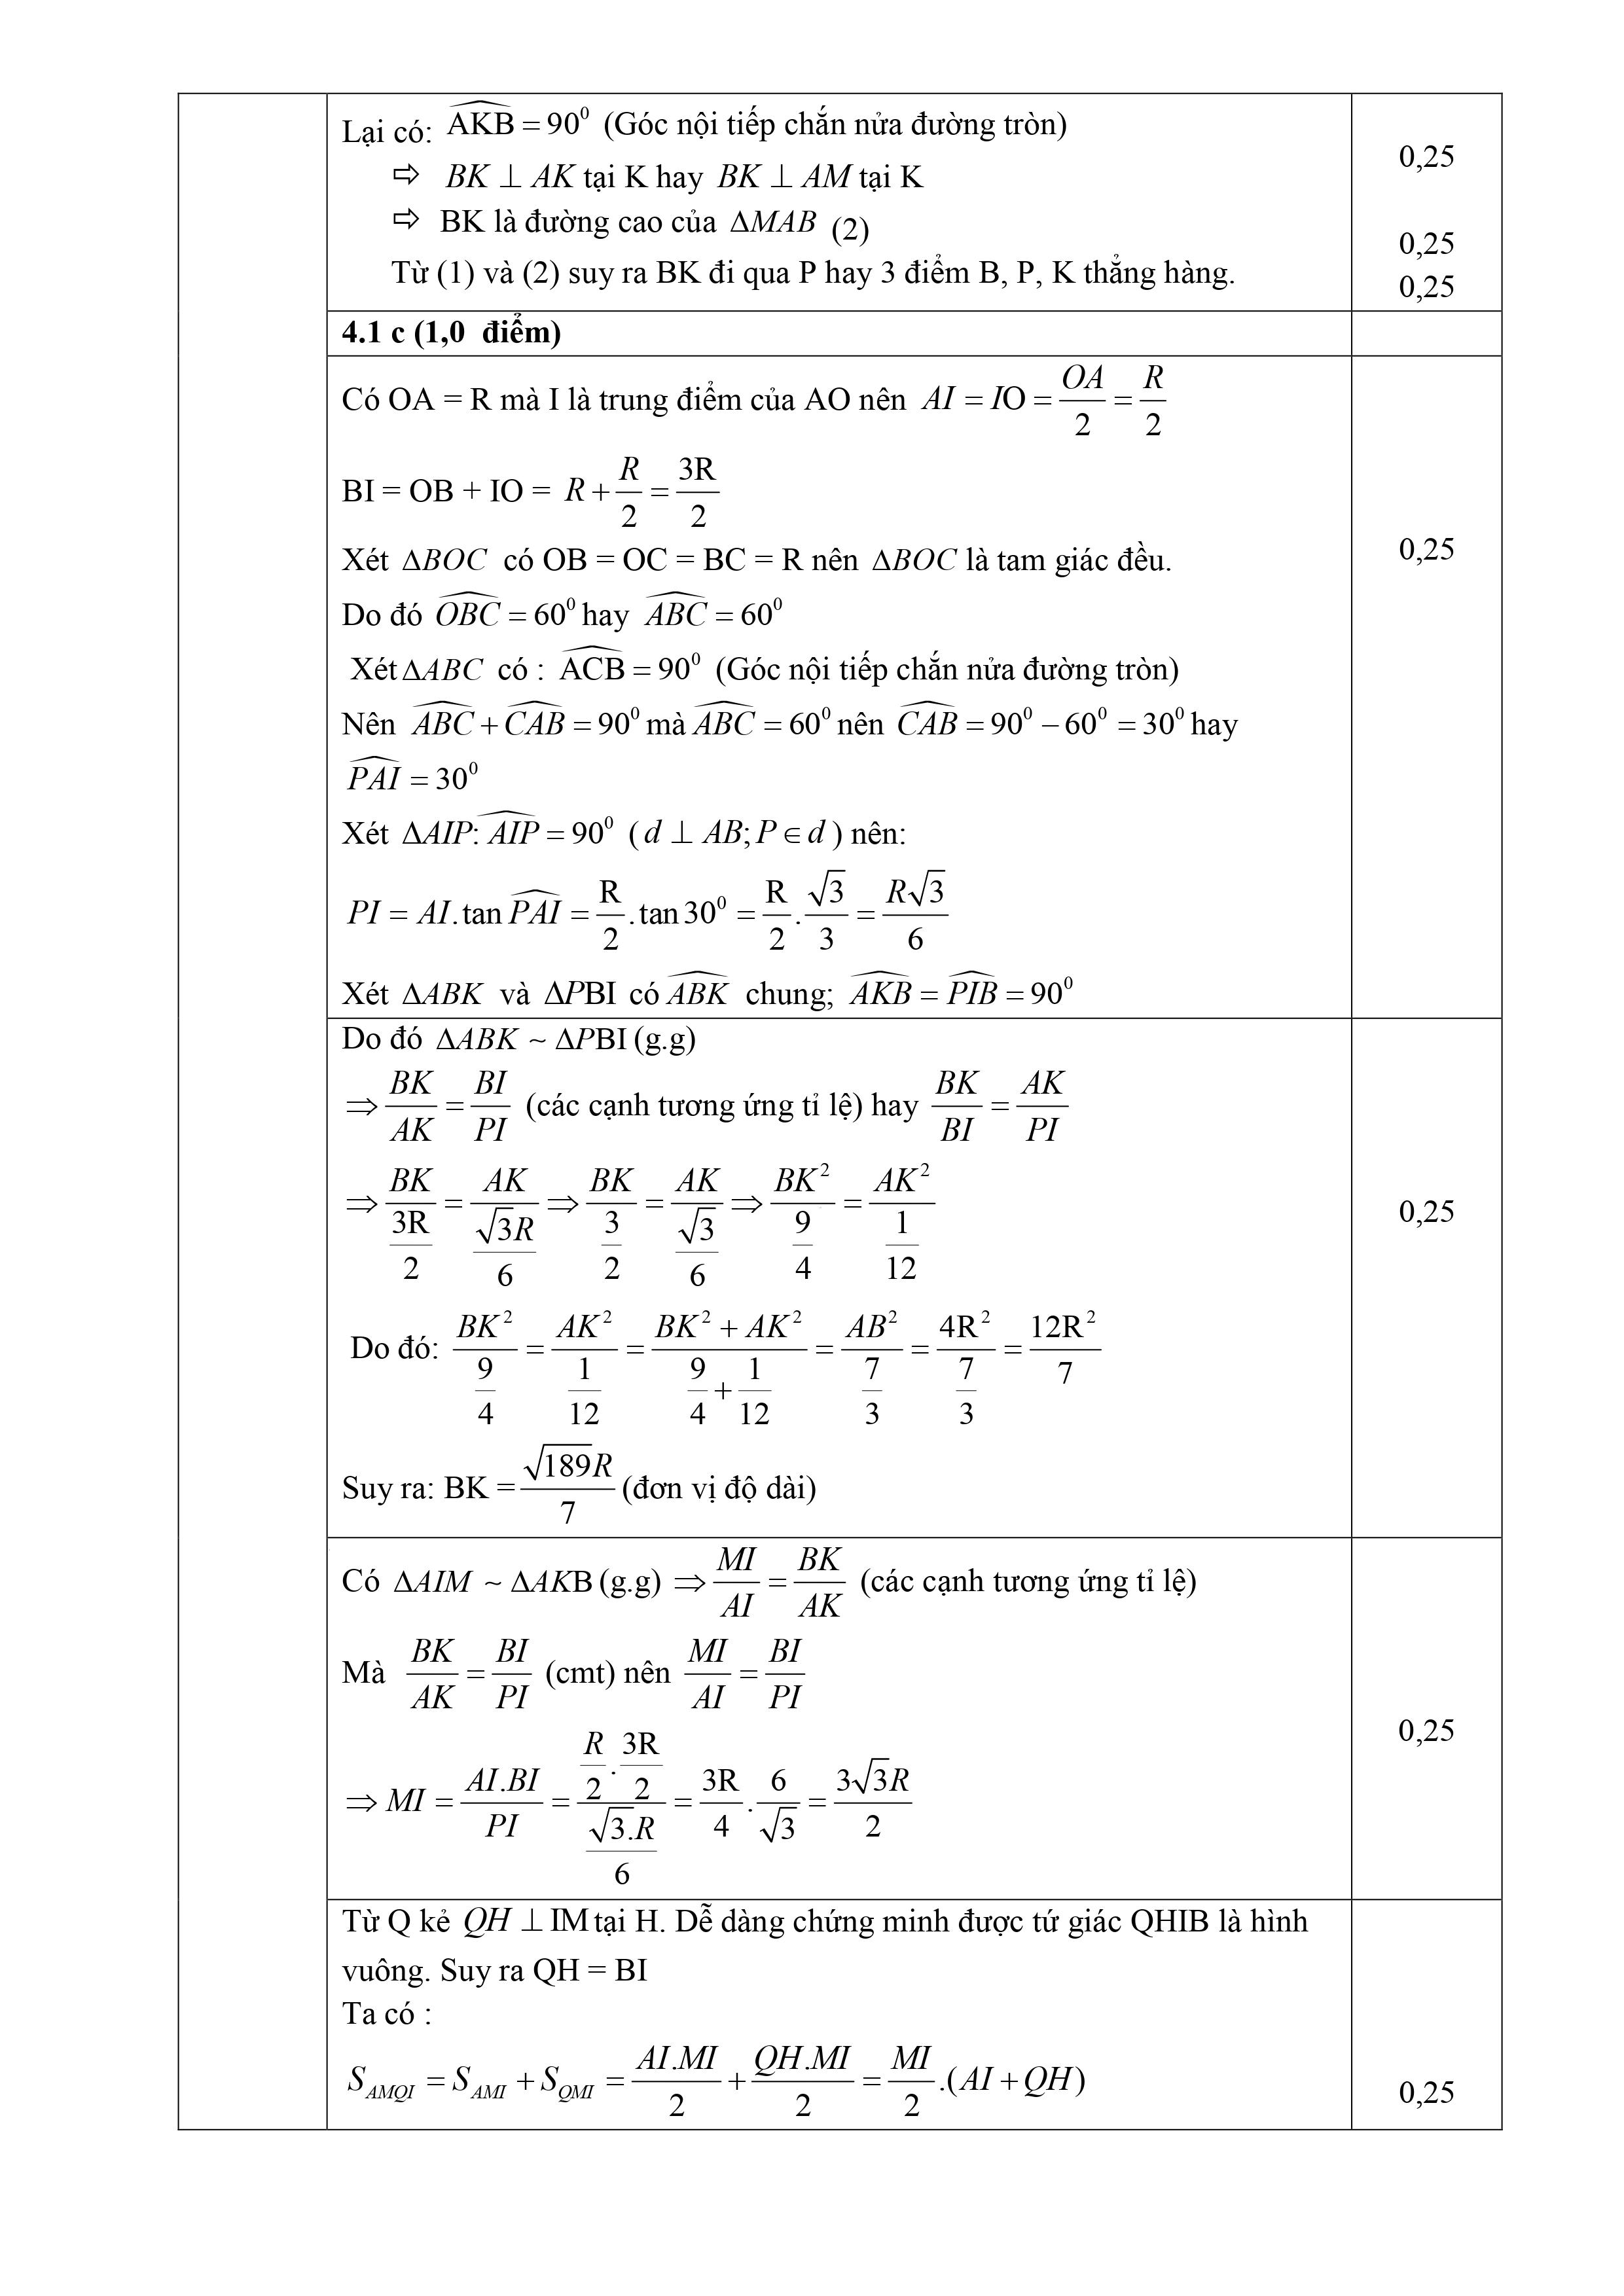 Lại có: $\widehat{AKB} = 90^0$ (Góc nội tiếp chắn nửa đường tròn)
0,25
⇨ $BK \perp AK$ tại K hay $BK \perp AM$ tại K
⇨ BK là đường cao của $\Delta MAB$ (2)
0,25
Từ (1) và (2) suy ra BK đi qua P hay 3 điểm B, P, K thẳng hàng.
0,25
4.1 c (1,0 điểm)
Có OA = R mà I là trung điểm của AO nên $AI = IO = \frac{OA}{2} = \frac{R}{2}$
BI = OB + IO = $R + \frac{R}{2} = \frac{3R}{2}$
0,25
Xét $\Delta BOC$ có OB = OC = BC = R nên $\Delta BOC$ là tam giác đều.
Do đó $\widehat{OBC} = 60^0$ hay $\widehat{ABC} = 60^0$
Xét $\Delta ABC$ có : $\widehat{ACB} = 90^0$ (Góc nội tiếp chắn nửa đường tròn)
Nên $\widehat{ABC} + \widehat{CAB} = 90^0$ mà $\widehat{ABC} = 60^0$ nên $\widehat{CAB} = 90^0 - 60^0 = 30^0$ hay
$\widehat{PAI} = 30^0$
Xét $\Delta AIP: \widehat{AIP} = 90^0$ ($d \perp AB; P \in d$) nên:
$PI = AI.\tan \widehat{PAI} = \frac{R}{2}.\tan 30^0 = \frac{R}{2}.\frac{\sqrt{3}}{3} = \frac{R\sqrt{3}}{6}$
Xét $\Delta ABK$ và $\Delta PBI$ có $\widehat{ABK}$ chung; $\widehat{AKB} = \widehat{PIB} = 90^0$
Do đó $\Delta ABK \sim \Delta PBI$ (g.g)
$\Rightarrow \frac{BK}{AK} = \frac{BI}{PI}$ (các cạnh tương ứng tỉ lệ) hay $\frac{BK}{BI} = \frac{AK}{PI}$
$\Rightarrow \frac{BK}{\frac{3R}{2}} = \frac{AK}{\frac{\sqrt{3}R}{6}} \Rightarrow \frac{BK}{\frac{3}{2}} = \frac{AK}{\frac{\sqrt{3}}{6}} \Rightarrow \frac{BK^2}{\frac{9}{4}} = \frac{AK^2}{\frac{1}{12}}$
0,25
Do đó: $\frac{BK^2}{\frac{9}{4}} = \frac{AK^2}{\frac{1}{12}} = \frac{BK^2 + AK^2}{\frac{9}{4} + \frac{1}{12}} = \frac{AB^2}{\frac{7}{3}} = \frac{4R^2}{\frac{7}{3}} = \frac{12R^2}{7}$
Suy ra: BK = $\frac{\sqrt{189}R}{7}$ (đơn vị độ dài)
Có $\Delta AIM \sim \Delta AKB$ (g.g) $\Rightarrow \frac{MI}{AI} = \frac{BK}{AK}$ (các cạnh tương ứng tỉ lệ)
Mà $\frac{BK}{AK} = \frac{BI}{PI}$ (cmt) nên $\frac{MI}{AI} = \frac{BI}{PI}$
0,25
$\Rightarrow MI = \frac{AI.BI}{PI} = \frac{\frac{R}{2}.\frac{3R}{2}}{\frac{\sqrt{3}.R}{6}} = \frac{3R}{4}.\frac{6}{\sqrt{3}} = \frac{3\sqrt{3}R}{2}$
Từ Q kẻ $QH \perp IM$ tại H. Dễ dàng chứng minh được tứ giác QHIB là hình
vuông. Suy ra QH = BI
Ta có :
$S_{AMQI} = S_{AMI} + S_{QMI} = \frac{AI.MI}{2} + \frac{QH.MI}{2} = \frac{MI}{2}.(AI + QH)$
0,25